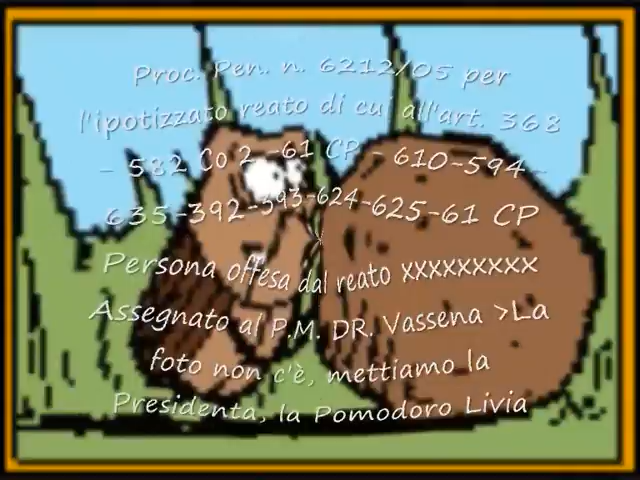 Proc. Pen. n. 6212/05 per
l'ipotizzato reato di cui all'art. 368
- 582 Co 2 -61 CP - 610-594-
635-392-393-624-625-61 CP
Persona offesa dal reato xxxxxxxxx
Assegnato al P.M. DR. Vassena >La
foto non c'è, mettiamo la
Presidenta, la Pomodoro Livia